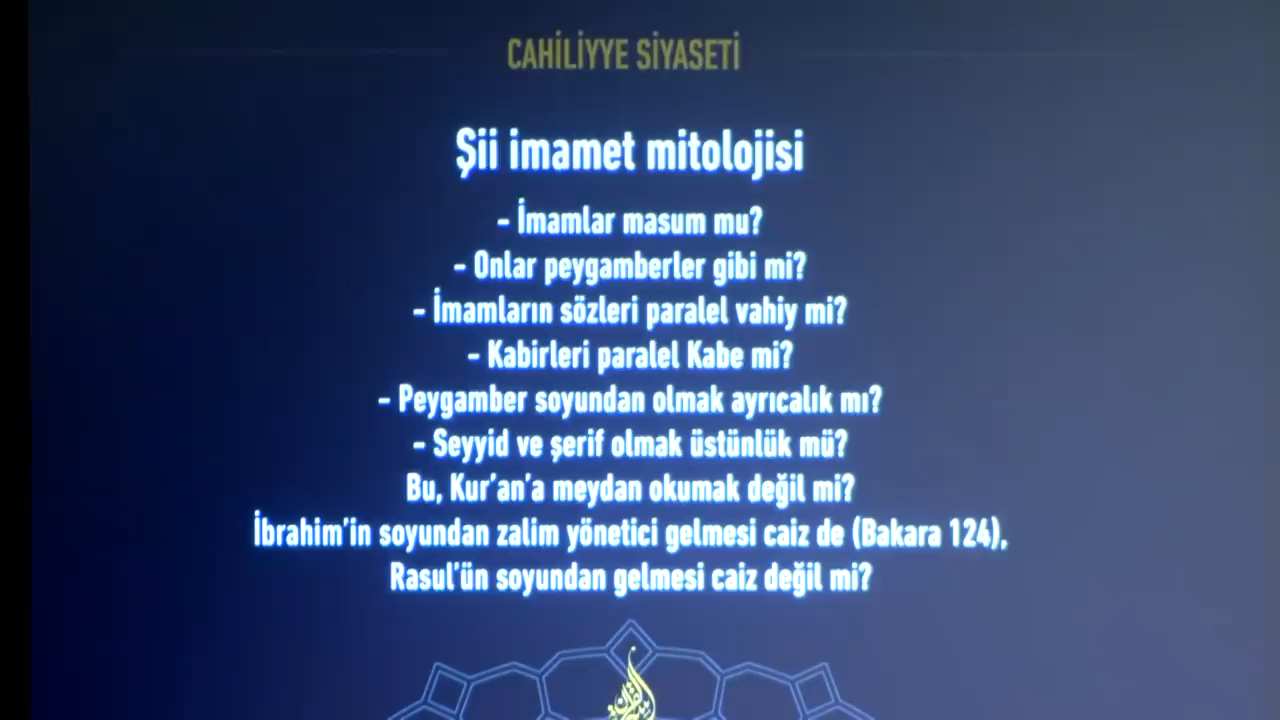 CAHİLİYYE SİYASETİ
Şii imamet mitolojisi
- İmamlar masum mu?
- Onlar peygamberler gibi mi?
- İmamların sözleri paralel vahiy mi?
- Kabirleri paralel Kabe mi?
- Peygamber soyundan olmak ayrıcalık mı?
- Seyyid ve şerif olmak üstünlük mü?
Bu, Kur’an’a meydan okumak değil mi?
İbrahim’in soyundan zalim yönetici gelmesi caiz de (Bakara 124),
Rasul’ün soyundan gelmesi caiz değil mi?